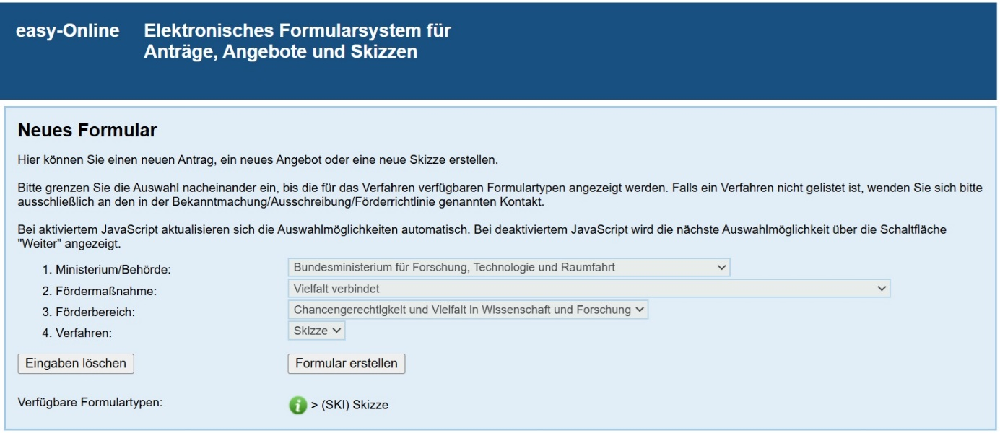 easy-Online Elektronisches Formularsystem für
Anträge, Angebote und Skizzen
Neues Formular
Hier können Sie einen neuen Antrag, ein neues Angebot oder eine neue Skizze erstellen.
Bitte grenzen Sie die Auswahl nacheinander ein, bis die für das Verfahren verfügbaren Formulartypen angezeigt werden. Falls ein Verfahren nicht gelistet ist, wenden Sie sich bitte
ausschließlich an den in der Bekanntmachung/Ausschreibung/Förderrichtlinie genannten Kontakt.
Bei aktiviertem JavaScript aktualisieren sich die Auswahlmöglichkeiten automatisch. Bei deaktiviertem JavaScript wird die nächste Auswahlmöglichkeit über die Schaltfläche
"Weiter" angezeigt.
1. Ministerium/Behörde: Bundesministerium für Forschung, Technologie und Raumfahrt
2. Fördermaßnahme: Vielfalt verbindet
3. Förderbereich: Chancengerechtigkeit und Vielfalt in Wissenschaft und Forschung
4. Verfahren: Skizze
Eingaben löschen Formular erstellen
Verfügbare Formulartypen: i > (SKI) Skizze